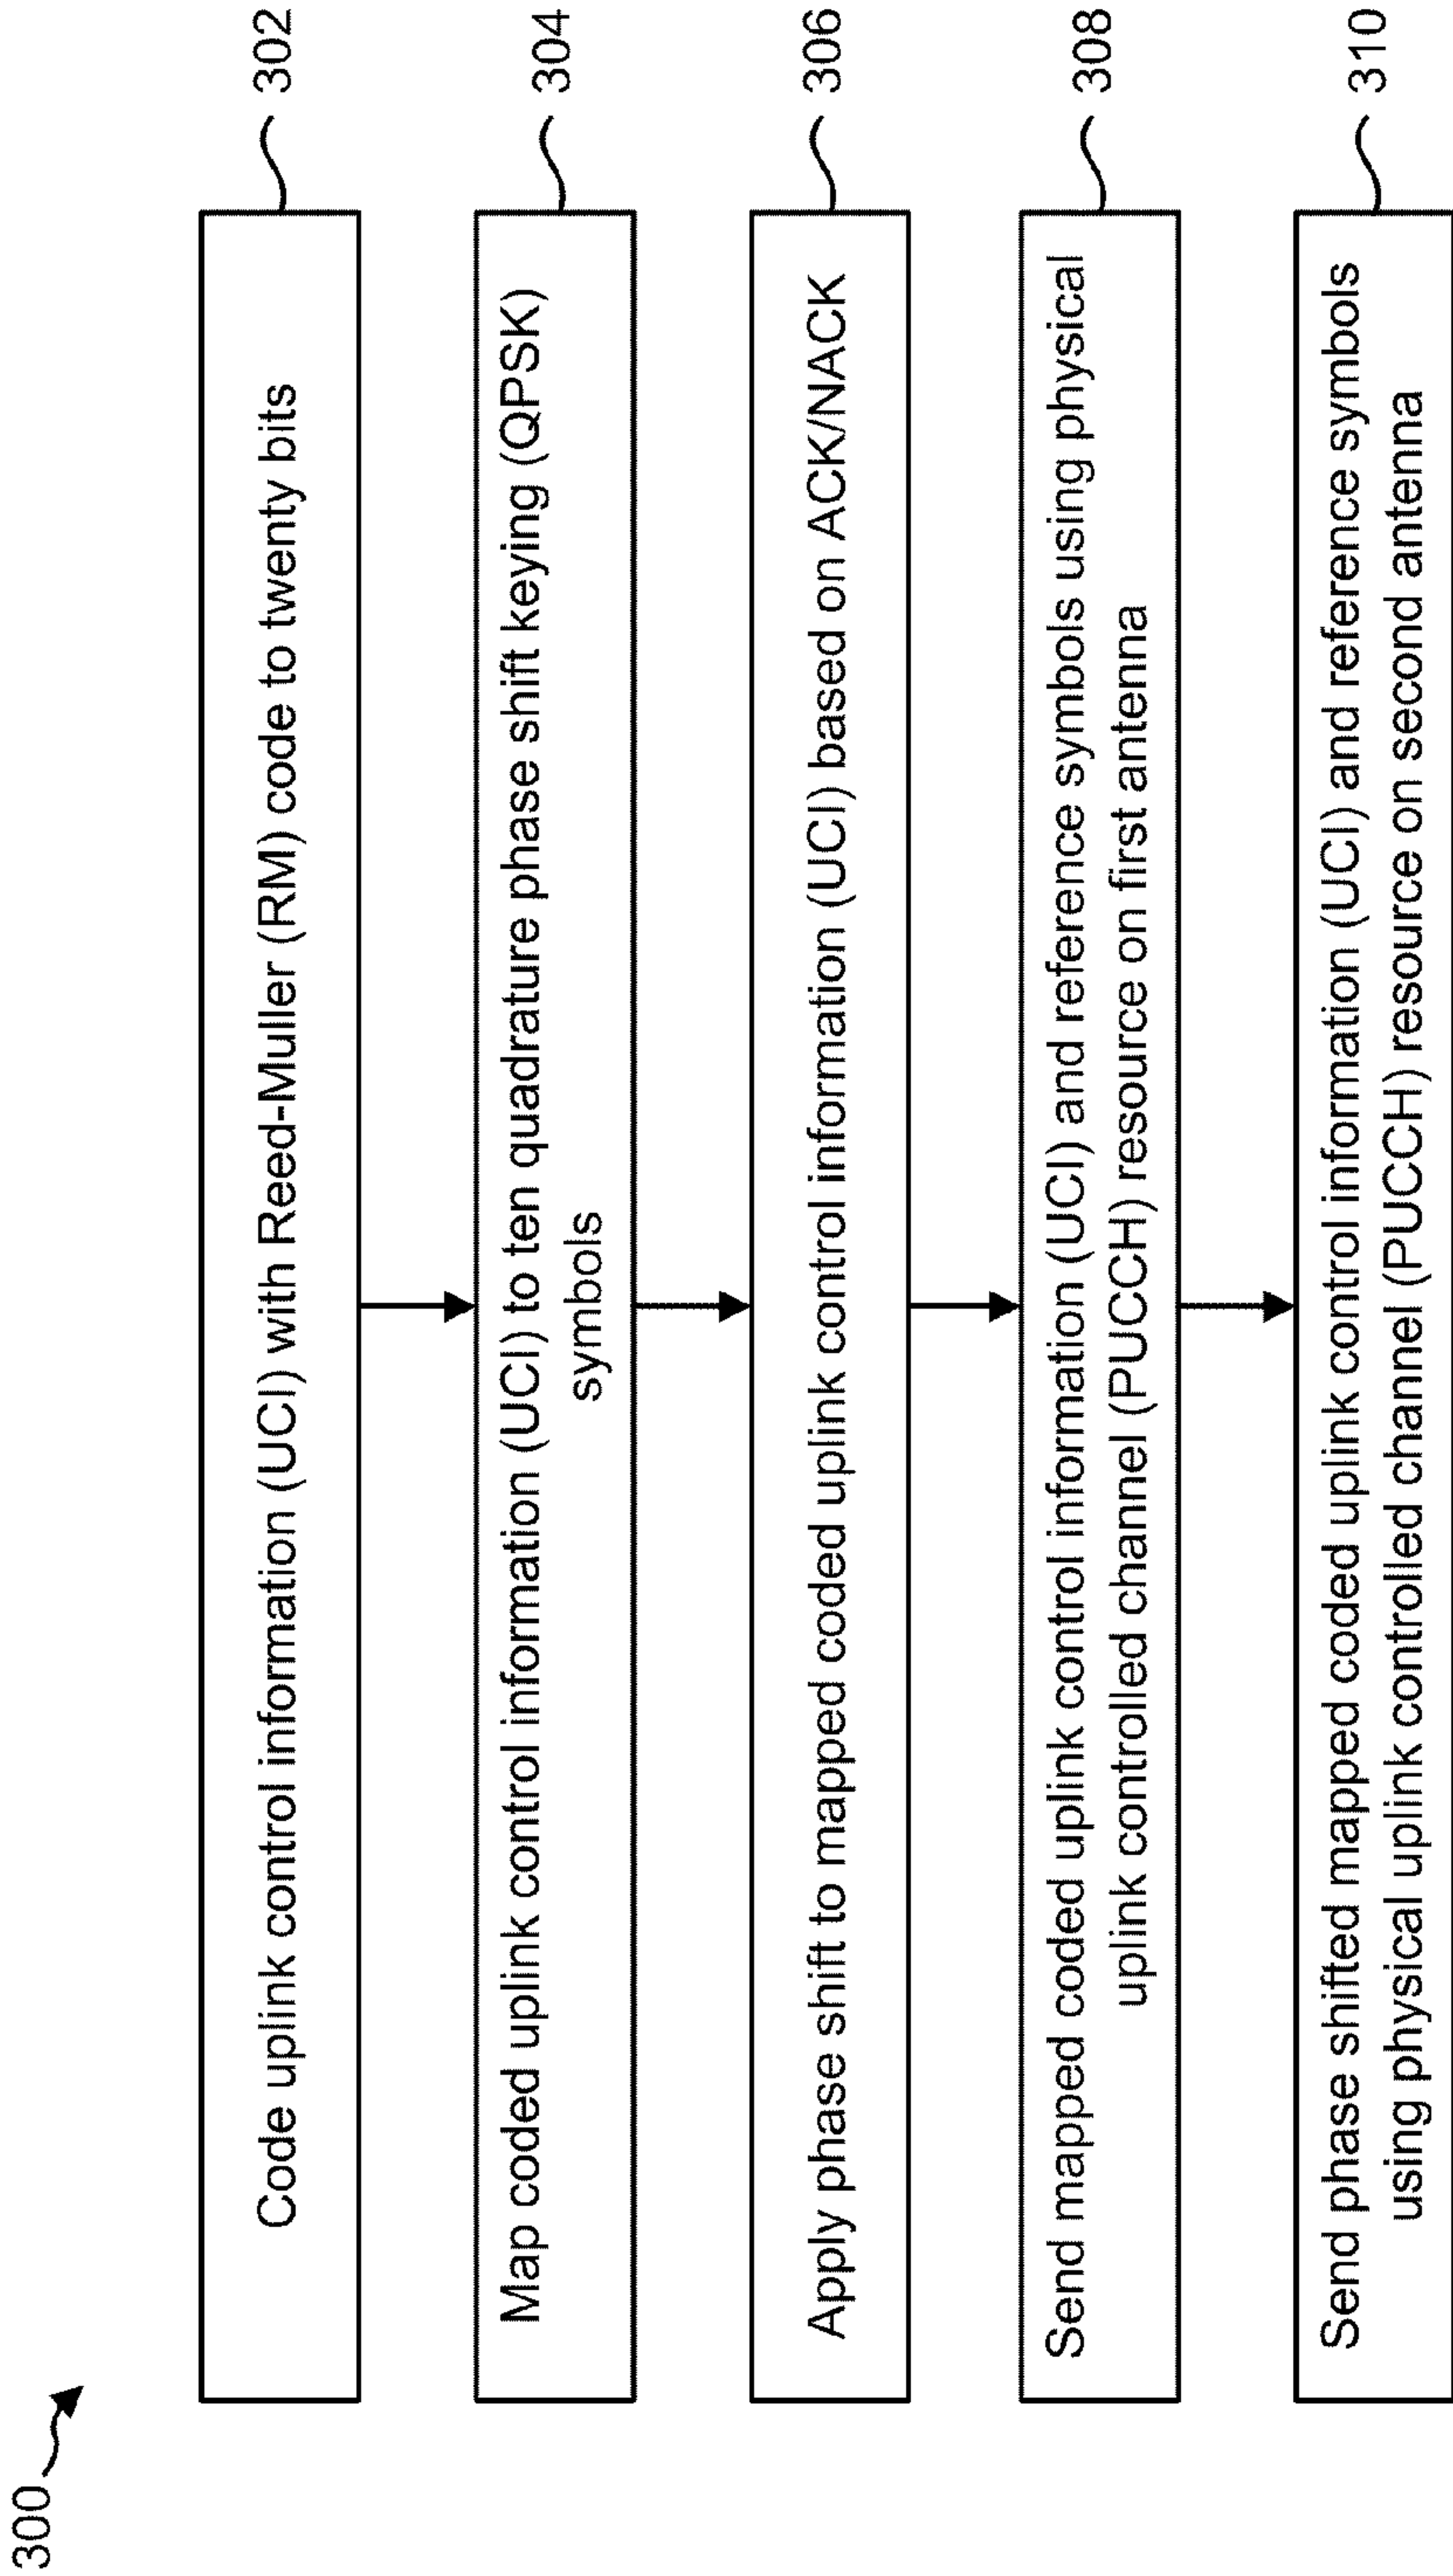 300
Code uplink control information (UCI) with Reed-Muller (RM) code to twenty bits
302
Map coded uplink control information (UCI) to ten quadrature phase shift keying (QPSK)
symbols
304
Apply phase shift to mapped coded uplink control information (UCI) based on ACK/NACK
306
Send mapped coded uplink control information (UCI) and reference symbols using physical
uplink controlled channel (PUCCH) resource on first antenna
308
Send phase shifted mapped coded uplink control information (UCI) and reference symbols
using physical uplink controlled channel (PUCCH) resource on second antenna
310